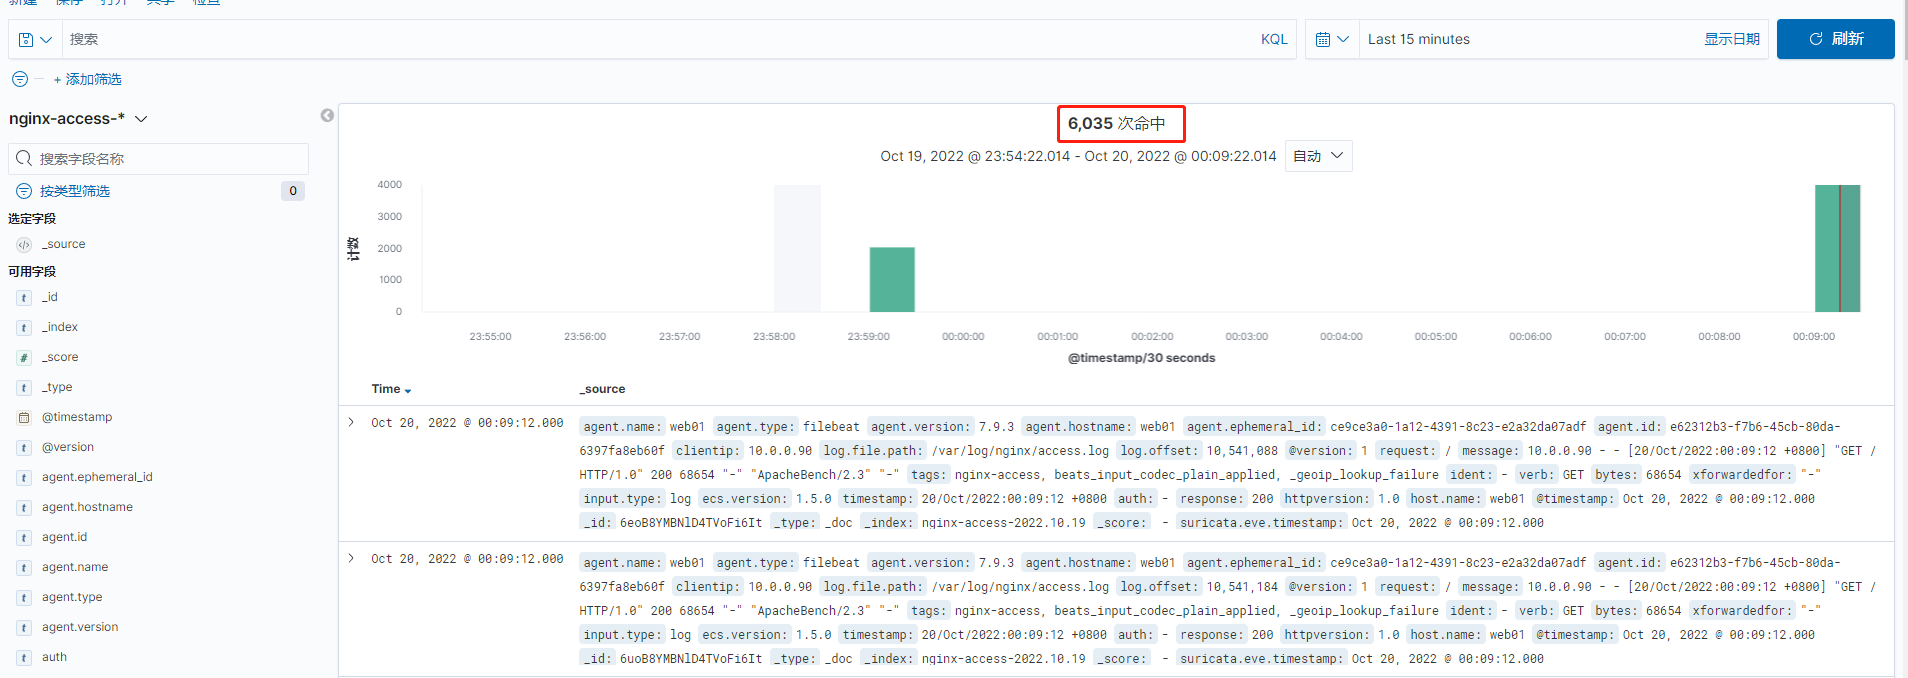 新建 保存 打开 共享 检查
搜索 KQL Last 15 minutes 显示日期 刷新
+ 添加筛选
nginx-access-*
搜索字段名称
按类型筛选 0
选定字段
_source
可用字段
_id
_index
_score
_type
@timestamp
@version
agent.ephemeral_id
agent.hostname
agent.id
agent.name
agent.type
agent.version
auth
6,035 次命中
Oct 19, 2022 @ 23:54:22.014 - Oct 20, 2022 @ 00:09:22.014 自动
4000
3000
2000
1000
0
计数
23:55:00 23:56:00 23:57:00 23:58:00 23:59:00 00:00:00 00:01:00 00:02:00 00:03:00 00:04:00 00:05:00 00:06:00 00:07:00 00:08:00 00:09:00
@timestamp/30 seconds
Time _source
Oct 20, 2022 @ 00:09:12.000 agent.name: web01 agent.type: filebeat agent.version: 7.9.3 agent.hostname: web01 agent.ephemeral_id: ce9ce3a0-1a12-4391-8c23-e2a32da07adf agent.id: e62312b3-f7b6-45cb-80da-
6397fa8eb60f clientip: 10.0.0.90 log.file.path: /var/log/nginx/access.log log.offset: 10,541,088 @version: 1 request: / message: 10.0.0.90 - - [20/Oct/2022:00:09:12 +0800] "GET /
HTTP/1.0" 200 68654 "-" "ApacheBench/2.3" "-" tags: nginx-access, beats_input_codec_plain_applied, _geoip_lookup_failure ident: - verb: GET bytes: 68654 xforwardedfor: "-"
input.type: log ecs.version: 1.5.0 timestamp: 20/Oct/2022:00:09:12 +0800 auth: - response: 200 httpversion: 1.0 host.name: web01 @timestamp: Oct 20, 2022 @ 00:09:12.000
_id: 6eoB8YMBNlD4TVoFi6It _type: _doc _index: nginx-access-2022.10.19 _score: - suricata.eve.timestamp: Oct 20, 2022 @ 00:09:12.000
Oct 20, 2022 @ 00:09:12.000 agent.name: web01 agent.type: filebeat agent.version: 7.9.3 agent.hostname: web01 agent.ephemeral_id: ce9ce3a0-1a12-4391-8c23-e2a32da07adf agent.id: e62312b3-f7b6-45cb-80da-
6397fa8eb60f clientip: 10.0.0.90 log.file.path: /var/log/nginx/access.log log.offset: 10,541,184 @version: 1 request: / message: 10.0.0.90 - - [20/Oct/2022:00:09:12 +0800] "GET /
HTTP/1.0" 200 68654 "-" "ApacheBench/2.3" "-" tags: nginx-access, beats_input_codec_plain_applied, _geoip_lookup_failure ident: - verb: GET bytes: 68654 xforwardedfor: "-"
input.type: log ecs.version: 1.5.0 timestamp: 20/Oct/2022:00:09:12 +0800 auth: - response: 200 httpversion: 1.0 host.name: web01 @timestamp: Oct 20, 2022 @ 00:09:12.000
_id: 6uoB8YMBNlD4TVoFi6It _type: _doc _index: nginx-access-2022.10.19 _score: - suricata.eve.timestamp: Oct 20, 2022 @ 00:09:12.000